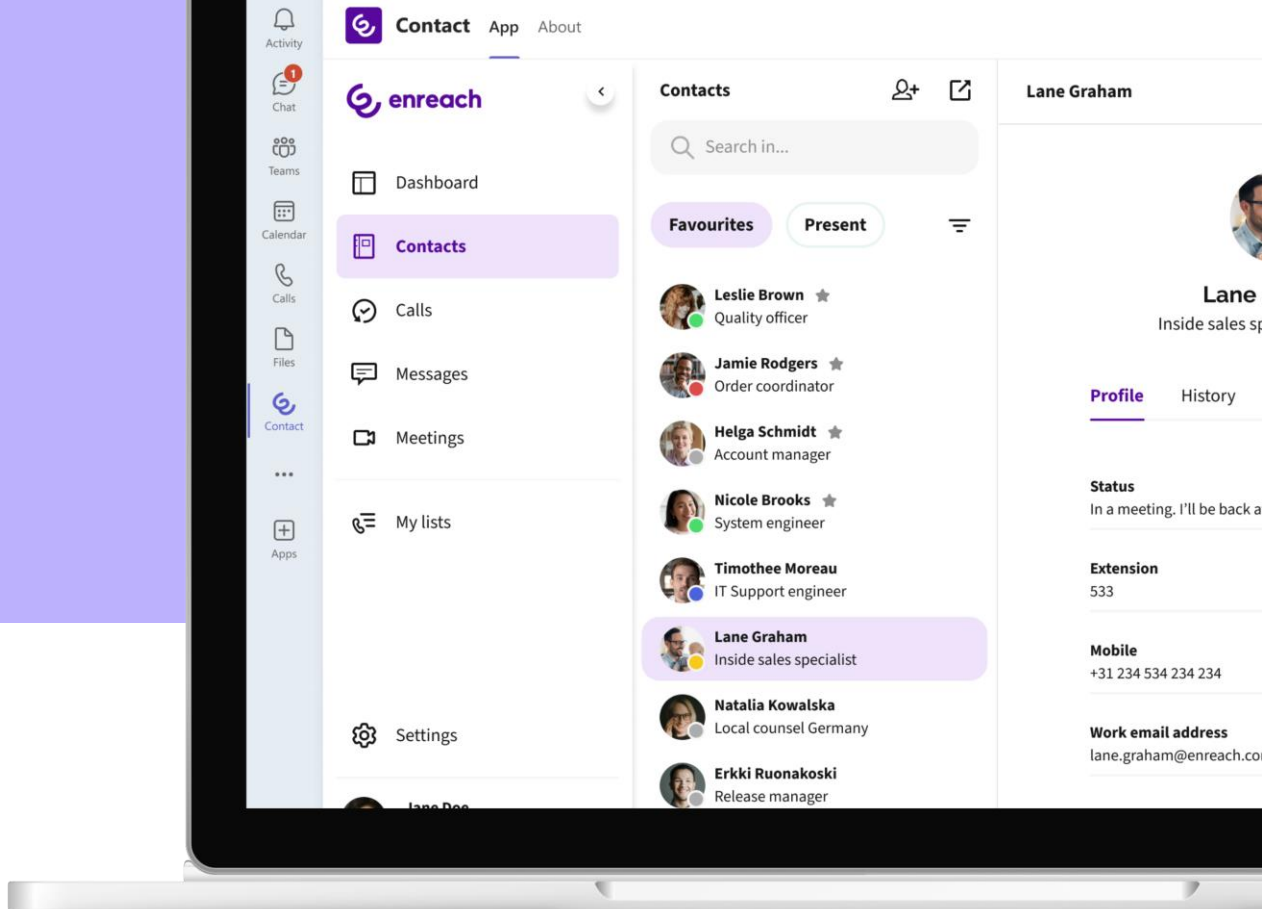 Activity
1
Chat
Teams
Calendar
Calls
Files
Contact
Apps
Contact App About
enreach
Dashboard
Contacts
Calls
Messages
Meetings
My lists
Settings
Jane Doe
Contacts
Search in...
Favourites Present
Leslie Brown
Quality officer
Jamie Rodgers
Order coordinator
Helga Schmidt
Account manager
Nicole Brooks
System engineer
Timothee Moreau
IT Support engineer
Lane Graham
Inside sales specialist
Natalia Kowalska
Local counsel Germany
Erkki Ruonakoski
Release manager
Lane Graham
Lane
Inside sales sp
Profile History
Status
In a meeting. I'll be back a
Extension
533
Mobile
+31 234 534 234 234
Work email address
lane.graham@enreach.co